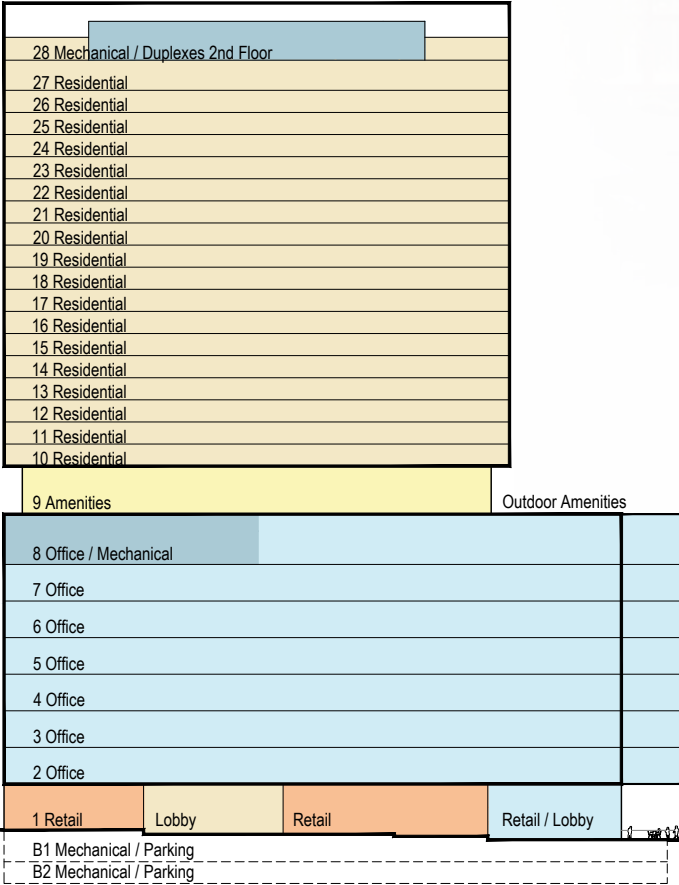 28 Mechanical / Duplexes 2nd Floor
27 Residential
26 Residential
25 Residential
24 Residential
23 Residential
22 Residential
21 Residential
20 Residential
19 Residential
18 Residential
17 Residential
16 Residential
15 Residential
14 Residential
13 Residential
12 Residential
11 Residential
10 Residential
9 Amenities Outdoor Amenities
8 Office / Mechanical
7 Office
6 Office
5 Office
4 Office
3 Office
2 Office
1 Retail Lobby Retail Retail / Lobby
B1 Mechanical / Parking
B2 Mechanical / Parking